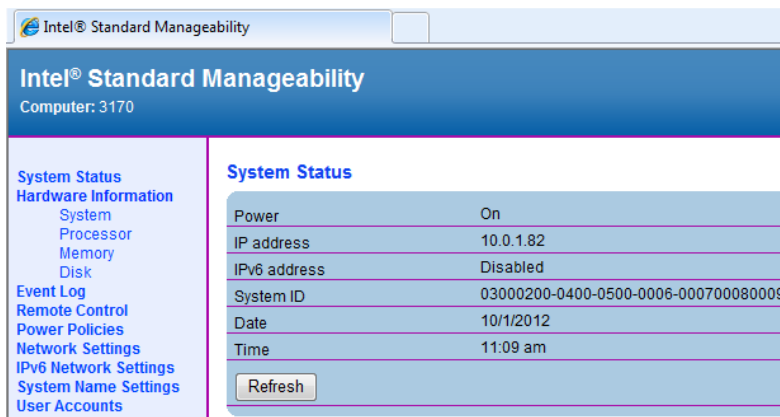 Intel® Standard Manageability
Intel® Standard Manageability
Computer: 3170
System Status
Hardware Information
System
Processor
Memory
Disk
Event Log
Remote Control
Power Policies
Network Settings
IPv6 Network Settings
System Name Settings
User Accounts
System Status
Power On
IP address 10.0.1.82
IPv6 address Disabled
System ID 03000200-0400-0500-0006-000700080009
Date 10/1/2012
Time 11:09 am
Refresh